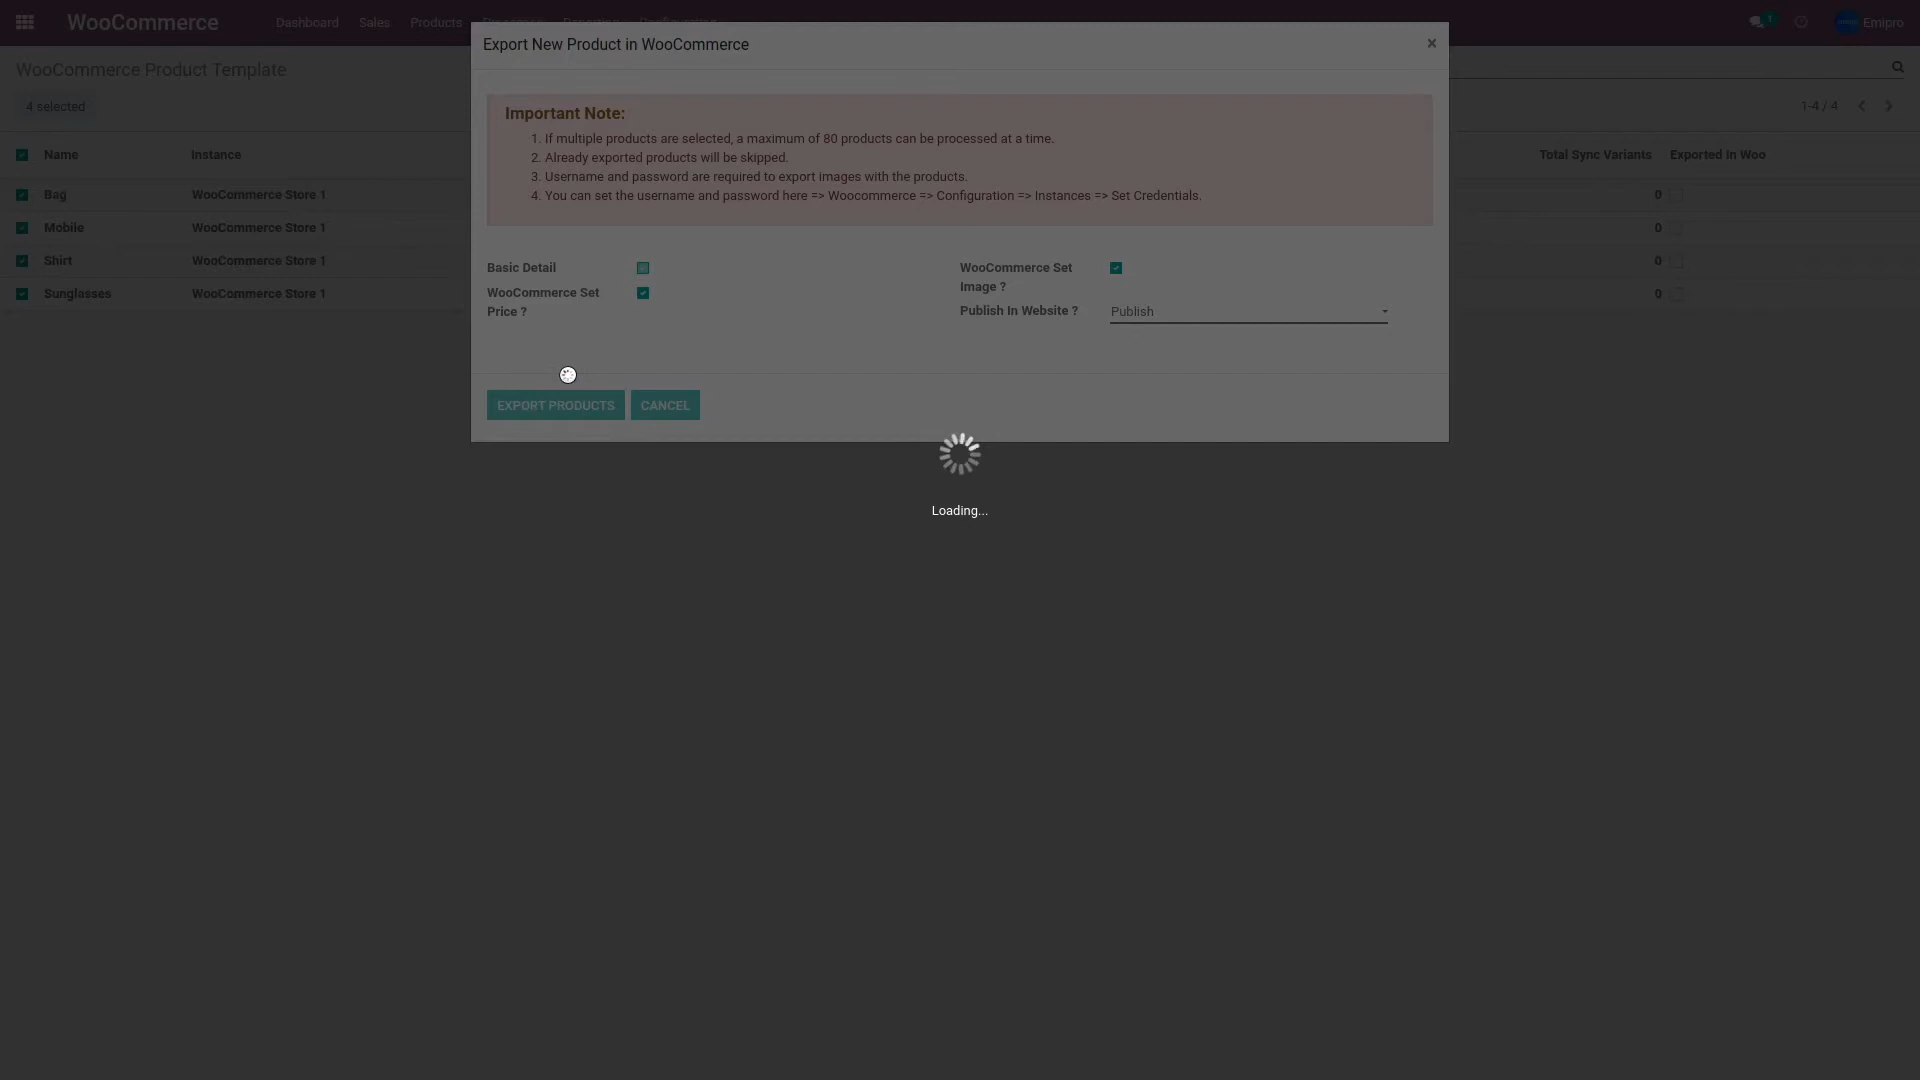 WooCommerce Dashboard Sales Products Processes Reporting Configuration 1 Emipro
Export New Product in WooCommerce ×
WooCommerce Product Template
4 selected
1-4 / 4
Important Note:
1. If multiple products are selected, a maximum of 80 products can be processed at a time.
2. Already exported products will be skipped.
3. Username and password are required to export images with the products.
4. You can set the username and password here => Woocommerce => Configuration => Instances => Set Credentials.
Name Instance Total Sync Variants Exported In Woo
Bag WooCommerce Store 1 0
Mobile WooCommerce Store 1 0
Shirt WooCommerce Store 1 0
Sunglasses WooCommerce Store 1 0
Basic Detail
WooCommerce Set
Price ?
WooCommerce Set
Image ?
Publish In Website ? Publish
EXPORT PRODUCTS CANCEL
Loading...